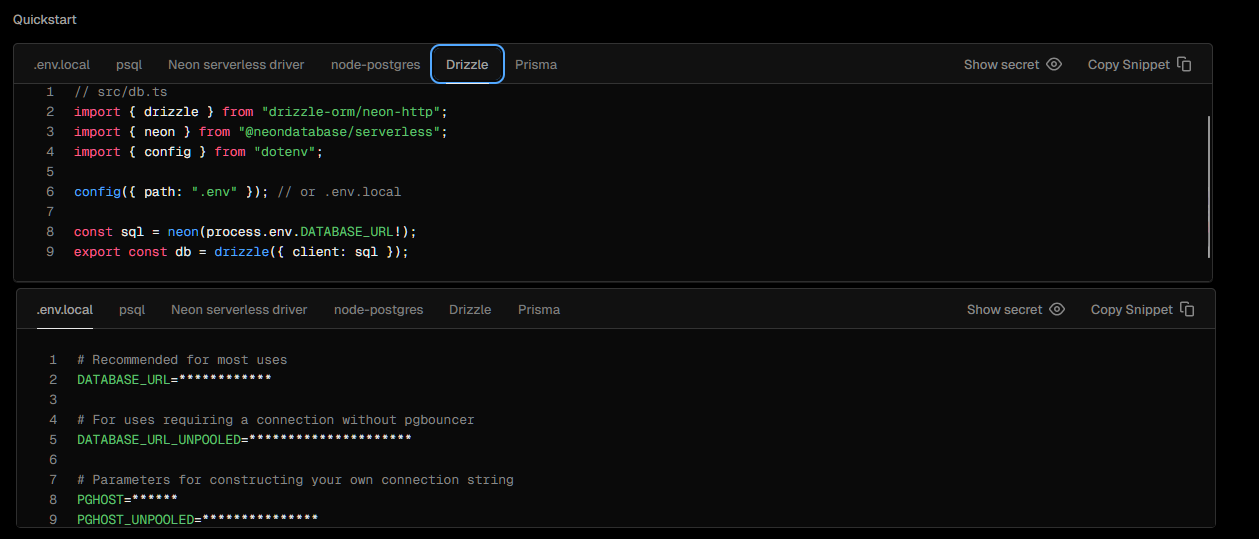 Quickstart
.env.local psql Neon serverless driver node-postgres Drizzle Prisma Show secret Copy Snippet
1 // src/db.ts
2 import { drizzle } from "drizzle-orm/neon-http";
3 import { neon } from "@neondatabase/serverless";
4 import { config } from "dotenv";
5
6 config({ path: ".env" }); // or .env.local
7
8 const sql = neon(process.env.DATABASE_URL!);
9 export const db = drizzle({ client: sql });
.env.local psql Neon serverless driver node-postgres Drizzle Prisma Show secret Copy Snippet
1 # Recommended for most uses
2 DATABASE_URL=************
3
4 # For uses requiring a connection without pgbouncer
5 DATABASE_URL_UNPOOLED=*********************
6
7 # Parameters for constructing your own connection string
8 PGHOST=******
9 PGHOST_UNPOOLED=***************